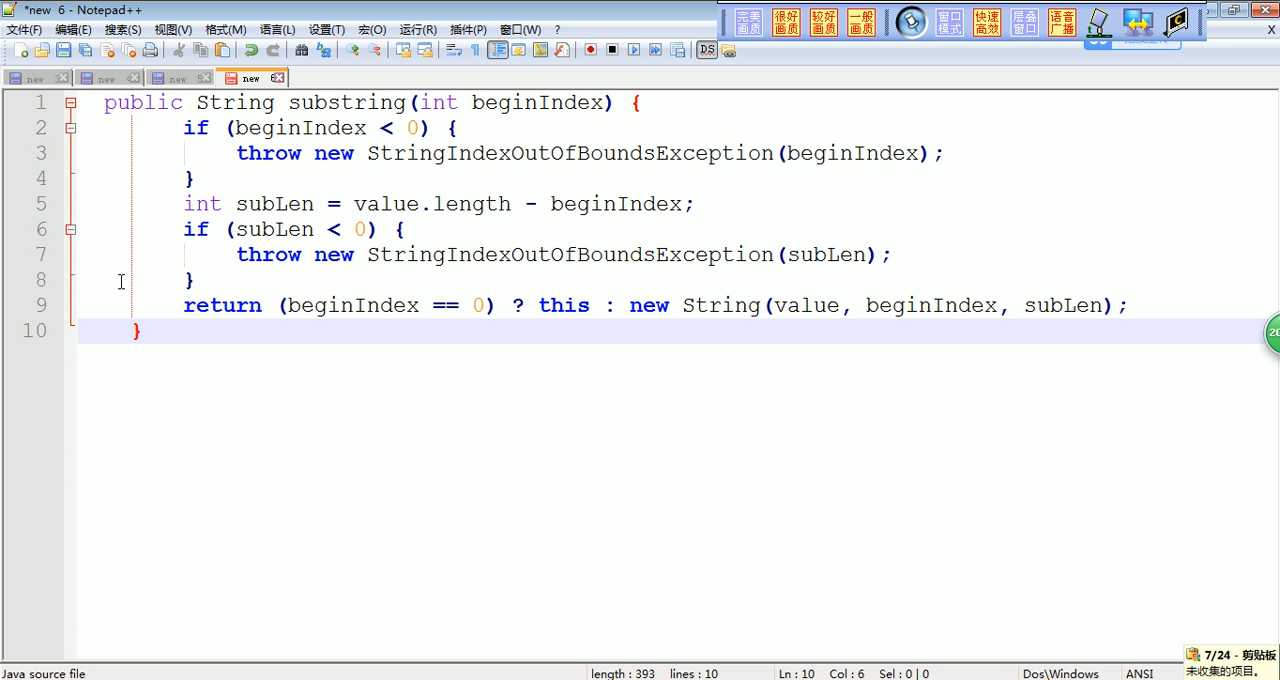 *new  6 - Notepad++
完美画质 很好画质 较好画质 一般画质 窗口模式 快速高效 层叠窗口 语音广播
文件(F) 编辑(E) 搜索(S) 视图(V) 格式(M) 语言(L) 设置(T) 宏(O) 运行(R) 插件(P) 窗口(W) ? X
DS
new 3 new 4 new 5 new 6
1 public String substring(int beginIndex) {
2 if (beginIndex < 0) {
3 throw new StringIndexOutOfBoundsException(beginIndex);
4 }
5 int subLen = value.length - beginIndex;
6 if (subLen < 0) {
7 throw new StringIndexOutOfBoundsException(subLen);
8 }
9 return (beginIndex == 0) ? this : new String(value, beginIndex, subLen);
10 }
7/24 - 剪贴板
未收集的项目。
Java source file length : 393 lines : 10 Ln : 10 Col : 6 Sel : 0 | 0 Dos\Windows ANSI